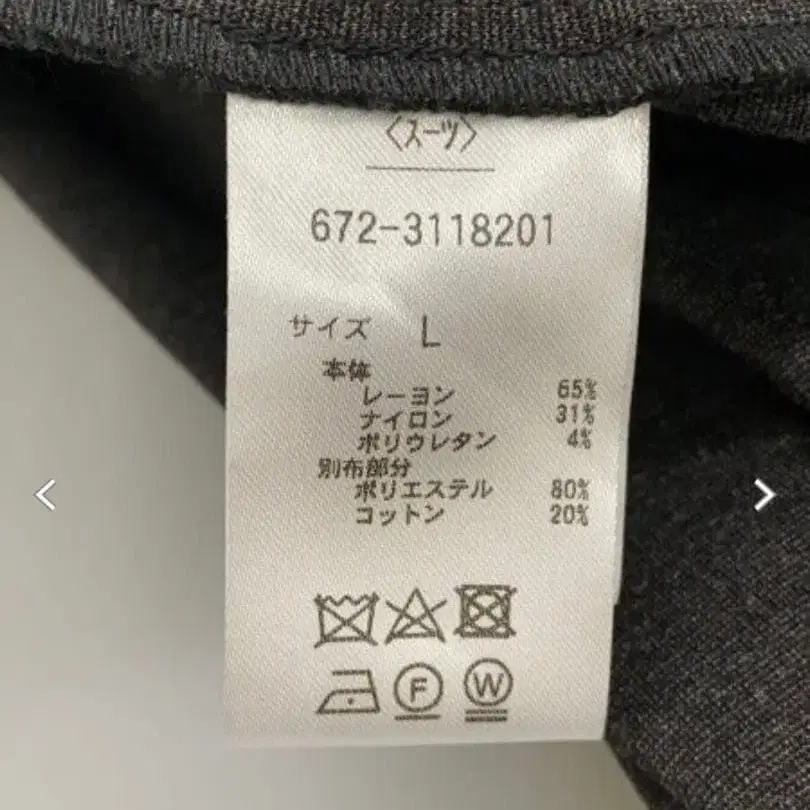 〈スーツ〉
672-3118201
サイズ L
本体
レーヨン 65%
ナイロン 31%
ポリウレタン 4%
別布部分
ポリエステル 80%
コットン 20%
F W